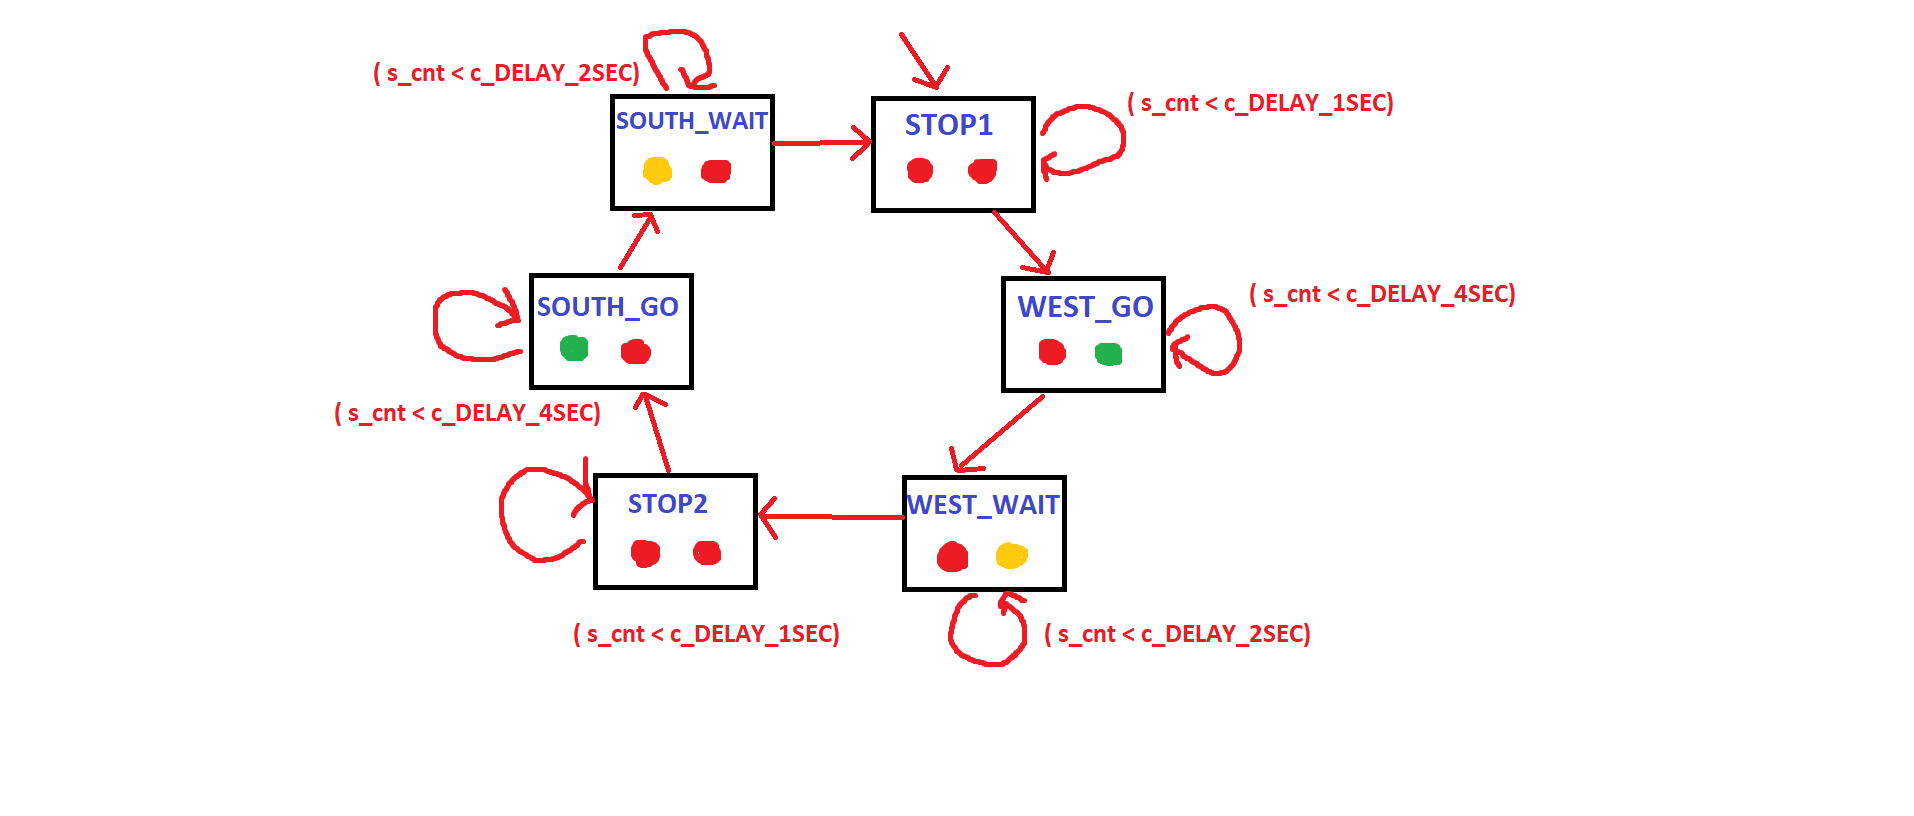 ( s_cnt < c_DELAY_2SEC)
SOUTH_WAIT
STOP1
( s_cnt < c_DELAY_1SEC)
SOUTH_GO
WEST_GO
( s_cnt < c_DELAY_4SEC)
( s_cnt < c_DELAY_4SEC)
STOP2
WEST_WAIT
( s_cnt < c_DELAY_1SEC)
( s_cnt < c_DELAY_2SEC)